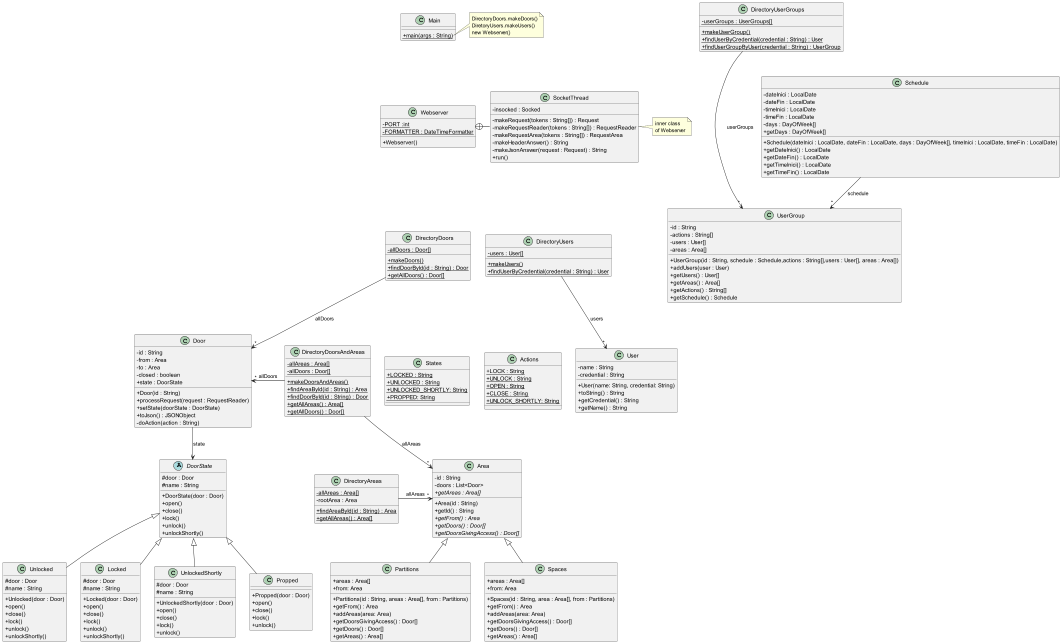 Main
+main(args : String)
DirectoryDoors.makeDoors()
DiretoryUsers.makeUsers()
new Webserver()
DirectoryUserGroups
-userGroups : UserGroups[]
+makeUserGroup()
+findUserByCredential(credential : String) : User
+findUserGroupByUser(credential : String) : UserGroup
userGroups
Webserver
-PORT :int
-FORMATTER : DateTimeFormatter
+Webserver()
SocketThread
-insocked : Socked
-makeRequest(tokens : String[]) : Request
-makeRequestReader(tokens : String[]) : RequestReader
-makeRequestArea(tokens : String[]) : RequestArea
-makeHeaderAnswer() : String
-makeJsonAnswer(request : Request) : String
+run()
inner class
of Webserver
Schedule
-dateInici : LocalDate
-dateFin : LocalDate
-timeInici : LocalDate
-timeFin : LocalDate
-days : DayOfWeek[]
+getDays : DayOfWeek[]
+Schedule(dateInici : LocalDate, dateFin : LocalDate, days : DayOfWeek[], timeInici : LocalDate, timeFin : LocalDate)
+getDateInici() : LocalDate
+getDateFin() : LocalDate
+getTimeInici() : LocalDate
+getTimeFin() : LocalDate
schedule
UserGroup
-id : String
-actions : String[]
-users : User[]
-areas : Area[]
+UserGroup(id : String, schedule : Schedule,actions : String[],users : User[], areas : Area[])
+addUsers(user : User)
+getUsers() : User[]
+getAreas() : Area[]
+getActions() : String[]
+getSchedule() : Schedule
DirectoryDoors
-allDoors : Door[]
+makeDoors()
+findDoorById(id : String) : Door
+getAllDoors() : Door[]
allDoors
*
DirectoryUsers
-users : User[]
+makeUsers()
+findUserByCredential(credential : String) : User
users
*
Door
-id : String
-from : Area
-to : Area
-closed : boolean
+state : DoorState
+Door(id : String)
+processRequest(request : RequestReader)
+setState(doorState : DoorState)
+toJson() : JSONObject
-doAction(action : String)
* allDoors
state
DirectoryDoorsAndAreas
-allAreas : Area[]
-allDoors : Door[]
+makeDoorsAndAreas()
+findAreaById(id : String) : Area
+findDoorById(id : String) : Door
+getAllAreas() : Area[]
+getAllDoors() : Door[]
allAreas
*
States
+LOCKED : String
+UNLOCKED : String
+UNLOCKED_SHORTLY: String
+PROPPED: String
Actions
+LOCK : String
+UNLOCK : String
+OPEN : String
+CLOSE : String
+UNLOCK_SHORTLY: String
User
-name : String
-credential : String
+User(name: String, credential: String)
+toString() : String
+getCredential() : String
+getName() : String
DoorState
#door : Door
#name : String
+DoorState(door : Door)
+open()
+close()
+lock()
+unlock()
+unlockShortly()
DirectoryAreas
-allAreas : Area[]
-rootArea : Area
+findAreaById(id : String) : Area
+getAllAreas() : Area[]
allAreas *
Area
-id : String
-doors : List<Door>
+getAreas : Area[]
+Area(id : String)
+getId() : String
+getFrom() : Area
+getDoors() : Door[]
+getDoorsGivingAccess() : Door[]
Unlocked
#door : Door
#name : String
+Unlocked(door : Door)
+open()
+close()
+lock()
+unlock()
+unlockShortly()
Locked
#door : Door
#name : String
+Locked(door : Door)
+open()
+close()
+lock()
+unlock()
+unlockShortly()
UnlockedShortly
#door : Door
#name : String
+UnlockedShortly(door : Door)
+open()
+close()
+lock()
+unlock()
Propped
+Propped(door : Door)
+open()
+close()
+lock()
+unlock()
Partitions
+areas : Area[]
+from: Area
+Partitions(id : String, areas : Area[], from : Partitions)
+getFrom() : Area
+addAreas(area: Area)
+getDoorsGivingAccess() : Door[]
+getDoors() : Door[]
+getAreas() : Area[]
Spaces
+areas : Area[]
+from: Area
+Spaces(id : String, area : Area[], from : Partitions)
+getFrom() : Area
+addAreas(area: Area)
+getDoorsGivingAccess() : Door[]
+getDoors() : Door[]
+getAreas() : Area[]